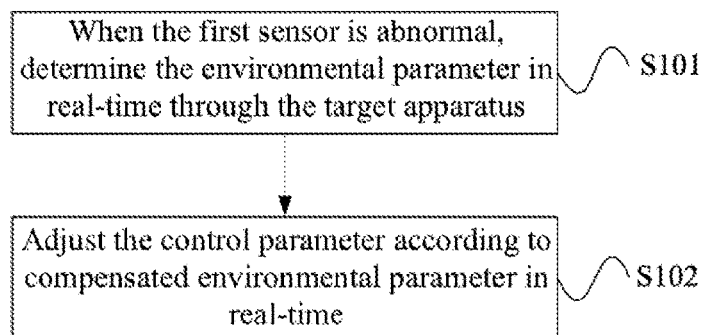 When the first sensor is abnormal,
determine the environmental parameter in
real-time through the target apparatus
S101
Adjust the control parameter according to
compensated environmental parameter in
real-time
S102